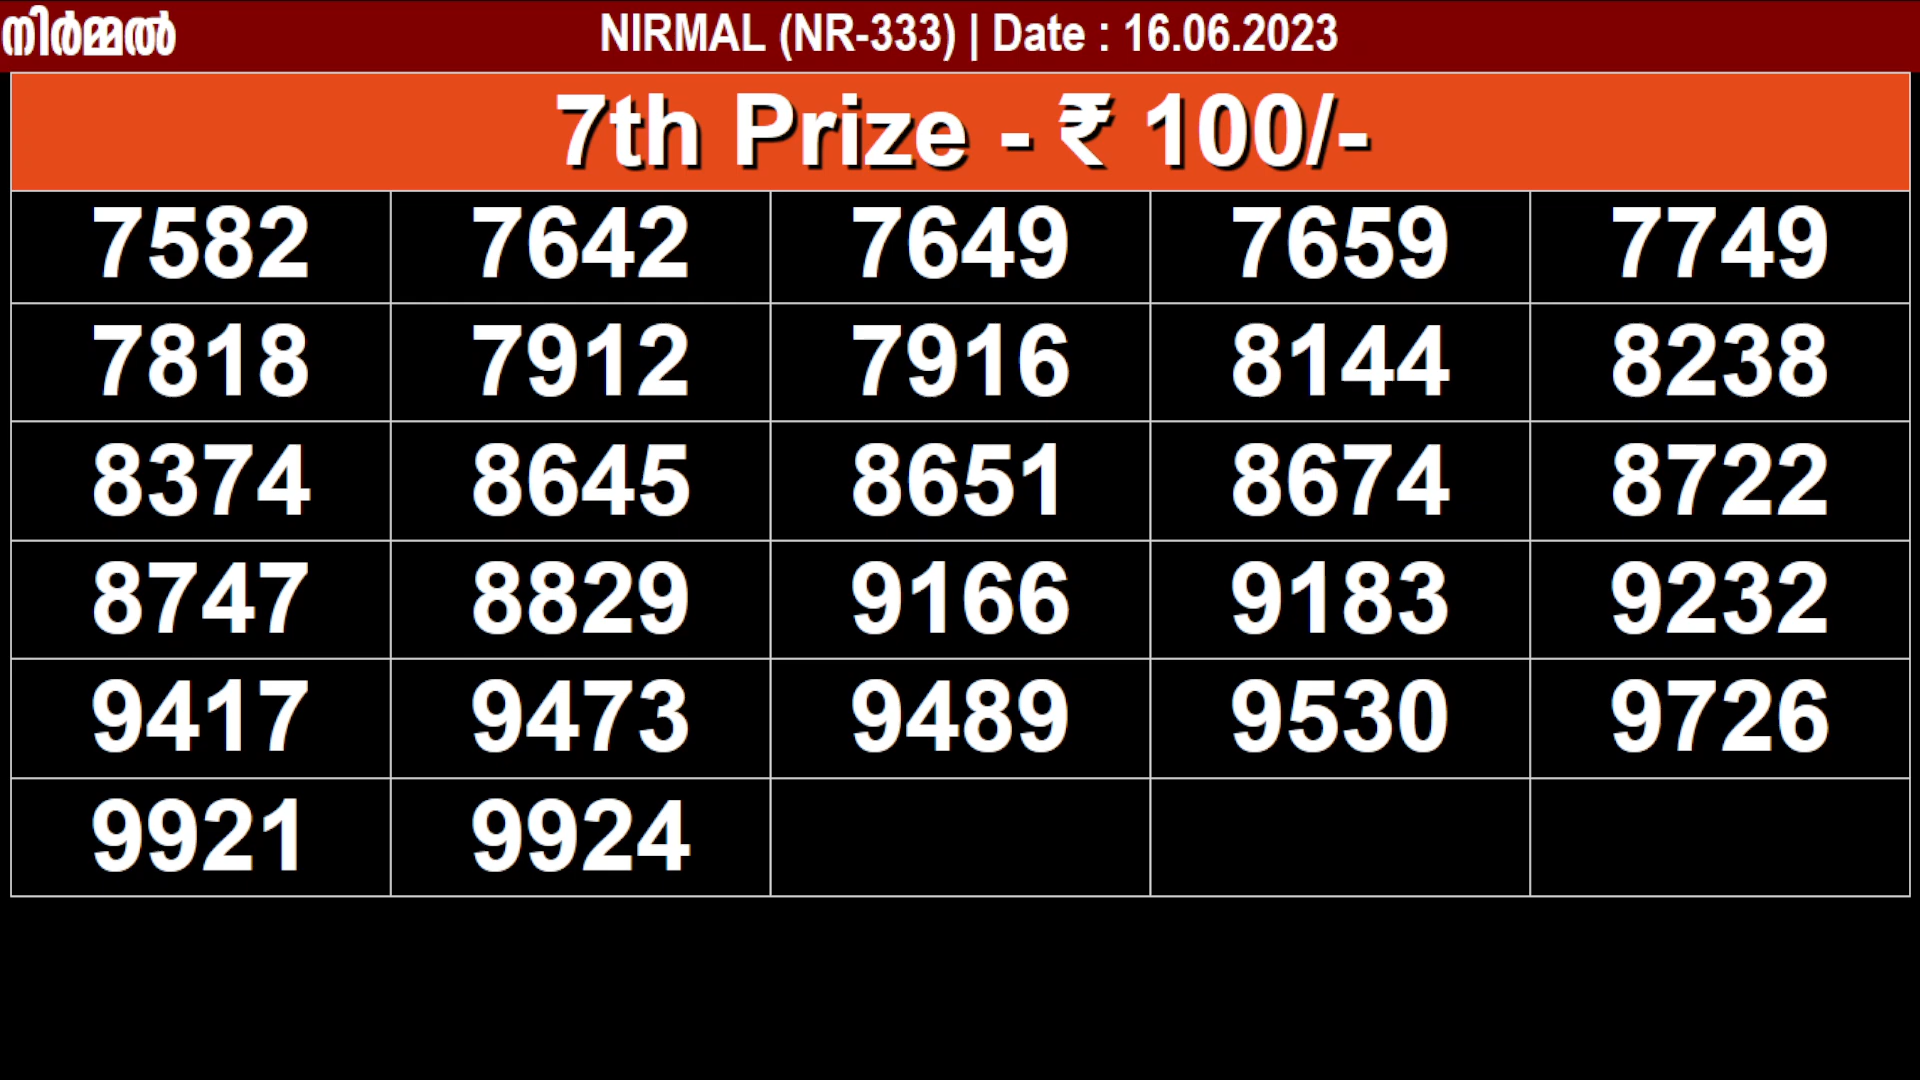 നിർമ്മൽ NIRMAL (NR-333) | Date : 16.06.2023
7th Prize - ₹ 100/-
7582 7642 7649 7659 7749
7818 7912 7916 8144 8238
8374 8645 8651 8674 8722
8747 8829 9166 9183 9232
9417 9473 9489 9530 9726
9921 9924